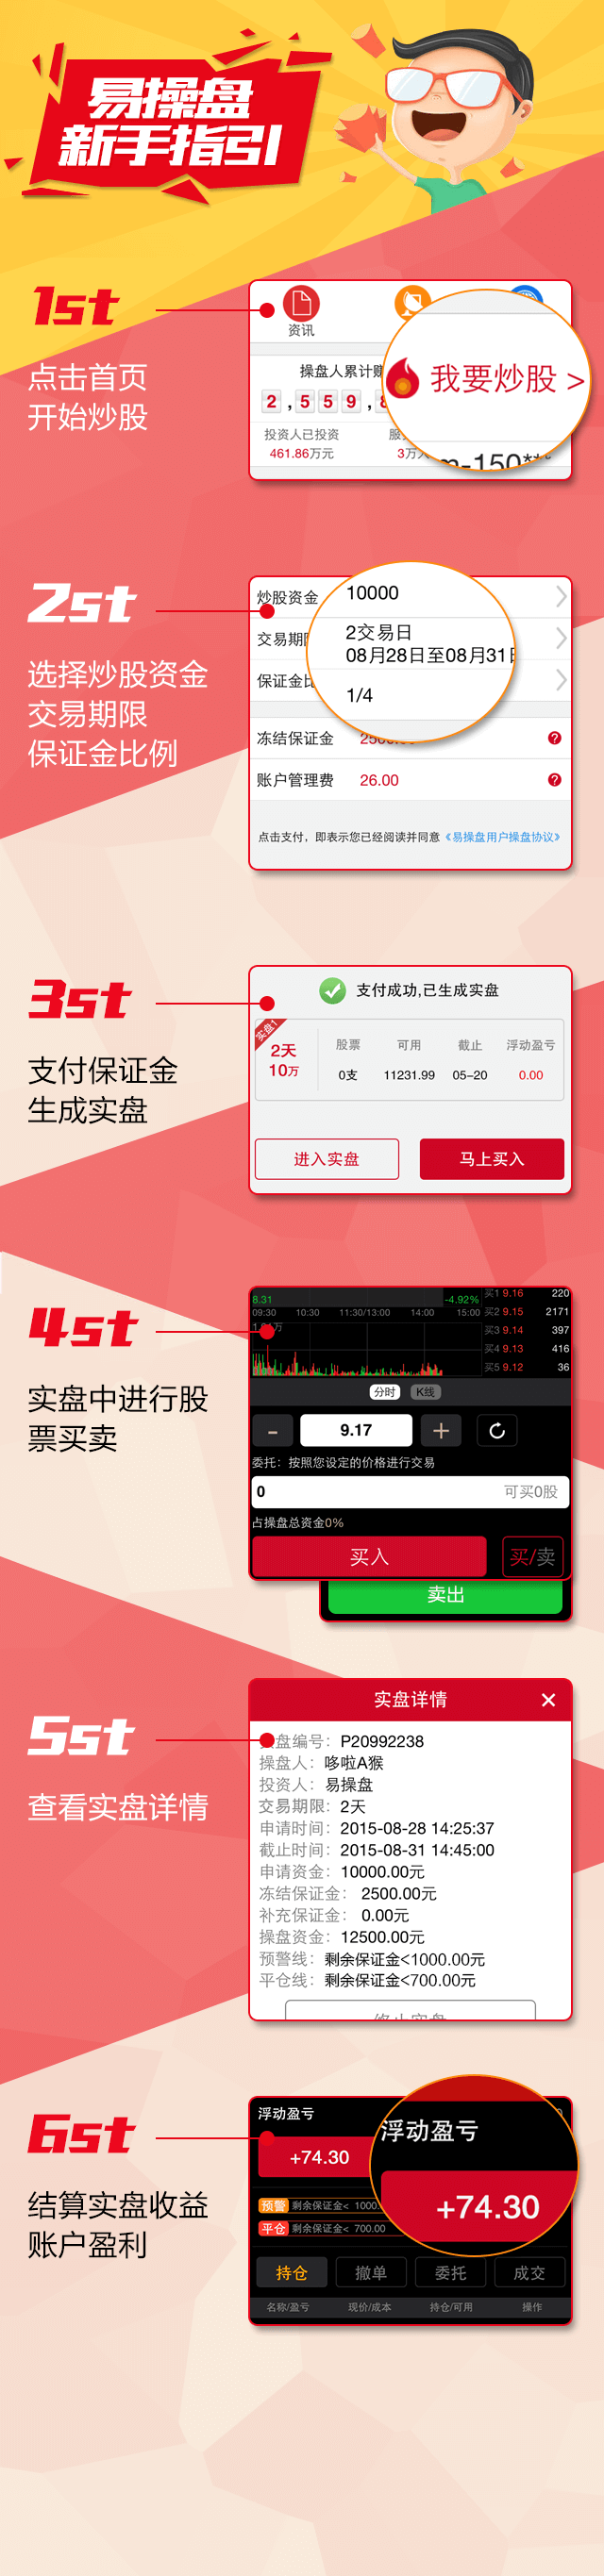 易操盘
新手指引
1st
点击首页
开始炒股
资讯
操盘人累计
2,559,
投资人已投资
461.86万元
3万
我要炒股 >
m-150**
2st
选择炒股资金
交易期限
保证金比例
炒股资金
10000
交易期
2交易日
08月28日至08月31
保证金
1/4
冻结保证金
账户管理费 26.00
点击支付，即表示您已经阅读并同意《易操盘用户操盘协议》
3st
支付保证金
生成实盘
支付成功,已生成实盘
实盘1
2天
10万
股票 可用 截止 浮动盈亏
0支 11231.99 05-20 0.00
进入实盘 马上买入
4st
实盘中进行股
票买卖
8.31 -4.92%
09:30 10:30 11:30/13:00 14:00 15:00
买1 9.16 220
买2 9.15 2171
买3 9.14 397
买4 9.13 416
买5 9.12 36
分时 K线
- 9.17 +
委托：按照您设定的价格进行交易
0 可买0股
占操盘总资金0%
买入 买/卖
卖出
5st
查看实盘详情
实盘详情 ×
盘编号：P20992238
操盘人：哆啦A猴
投资人：易操盘
交易期限：2天
申请时间：2015-08-28 14:25:37
截止时间：2015-08-31 14:45:00
申请资金：10000.00元
冻结保证金： 2500.00元
补充保证金： 0.00元
操盘资金：12500.00元
预警线：剩余保证金<1000.00元
平仓线：剩余保证金<700.00元
6st
结算实盘收益
账户盈利
浮动盈亏
+74.30
浮动盈亏
+74.30
预警 剩余保证金< 1000
平仓 剩余保证金< 700.00
持仓 撤单 委托 成交
名称/盈亏 现价/成本 持仓/可用 操作